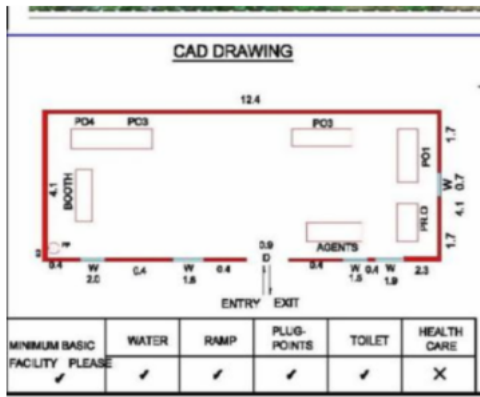 CAD DRAWING
12.4
PO4 PO3 PO3
PO1
1.7
W
0.7
4.1
1.7
PR.O
4.1
BOOTH
AGENTS
0.9
D
0.4 W 0.4 W 0.4 0.4 W 0.4 W 2.3
2.0 1.6 1.5 1.9
ENTRY EXIT
MINIMUM BASIC FACILITY PLEASE ✓
WATER RAMP PLUG-POINTS TOILET HEALTH CARE
✓ ✓ ✓ ✓ ✕